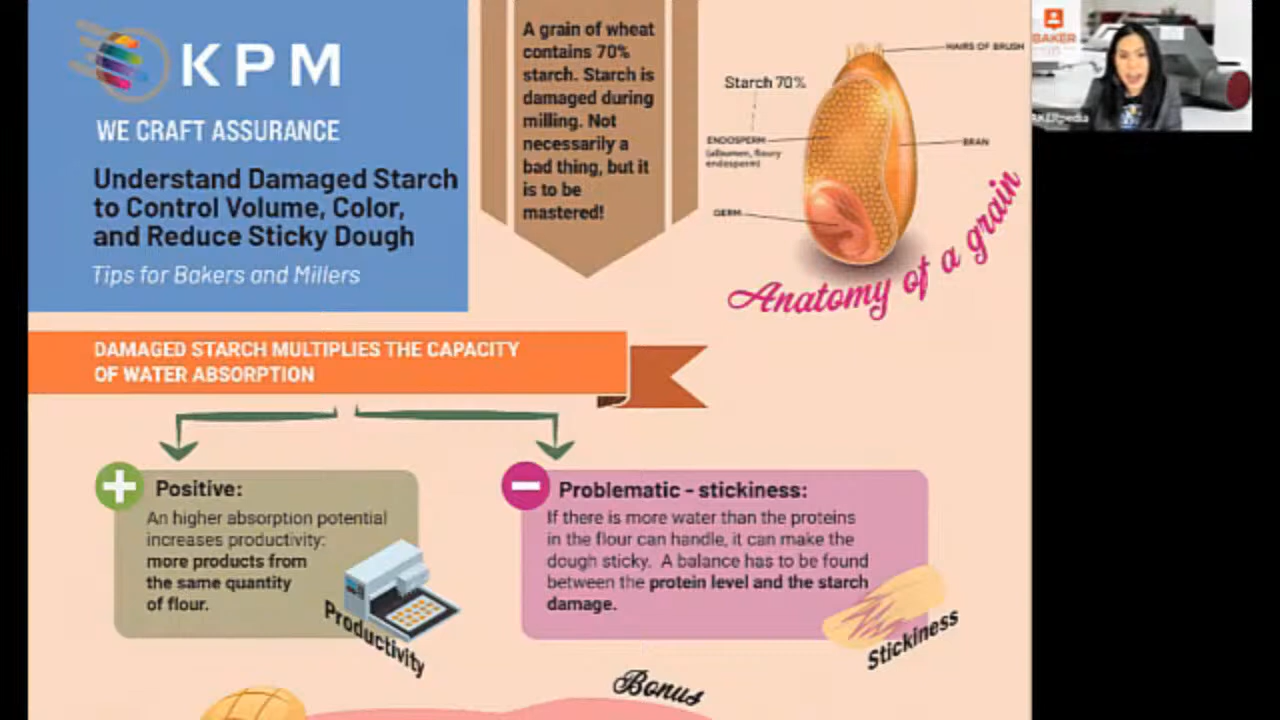 KPM
WE CRAFT ASSURANCE
Understand Damaged Starch
to Control Volume, Color,
and Reduce Sticky Dough
Tips for Bakers and Millers
A grain of wheat
contains 70%
starch. Starch is
damaged during
milling. Not
necessarily a
bad thing, but it
is to be
mastered!
HAIRS OF BRUSH
Starch 70%
ENDOSPERM
(albumen, floury
endosperm)
BRAN
GERM
Anatomy of a grain
BAKER
AKERpedia
DAMAGED STARCH MULTIPLIES THE CAPACITY
OF WATER ABSORPTION
Positive:
An higher absorption potential
increases productivity:
more products from
the same quantity
of flour.
Productivity
Problematic - stickiness:
If there is more water than the proteins
in the flour can handle, it can make the
dough sticky. A balance has to be found
between the protein level and the starch
damage.
Stickiness
Bonus